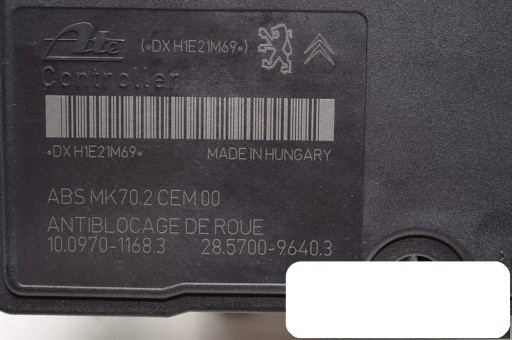 Ate (*DX H1E21M69*)
Controller
*DX H1E21M69* MADE IN HUNGARY
ABS MK70.2 CEM 00
ANTIBLOCAGE DE ROUE
10.0970-1168.3 28.5700-9640.3